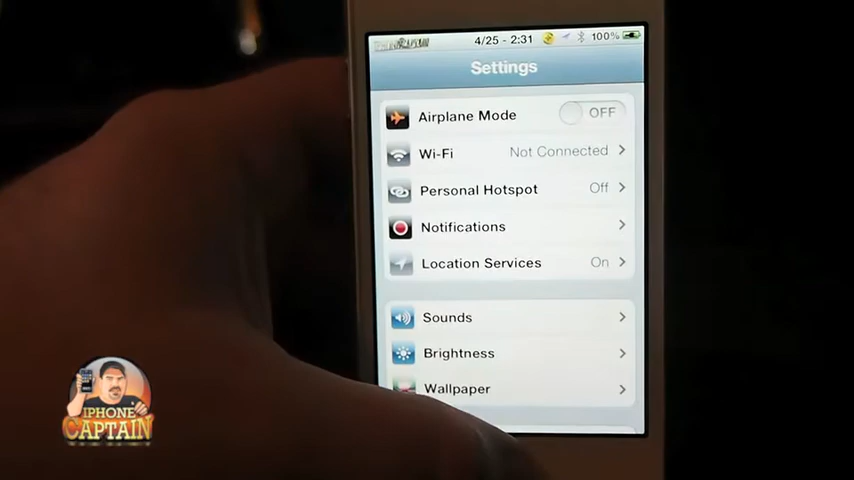 4/25 - 2:31
100%
Settings
Airplane Mode OFF
Wi-Fi Not Connected
Personal Hotspot Off
Notifications
Location Services On
Sounds
Brightness
Wallpaper
IPHONE
CAPTAIN